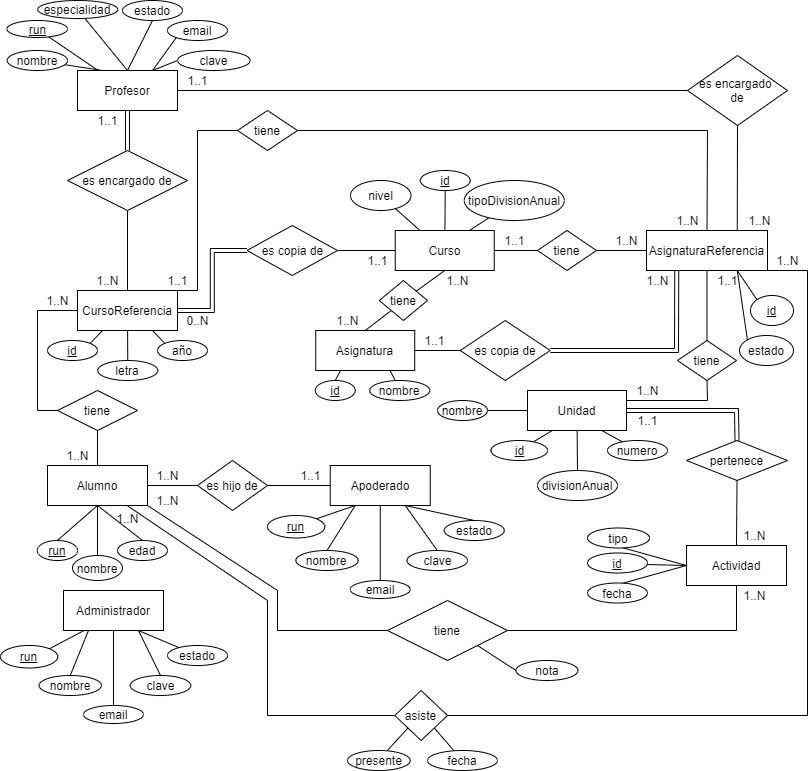 especialidad
estado
run
email
nombre
clave
Profesor
1..1
es encargado
de
1..1
tiene
es encargado de
id
nivel
tipoDivisionAnual
1..N
1..N
es copia de
Curso
1..1
tiene
1..N
AsignaturaReferencia
1..1
1..N
1..N
1..1
1..N
1..1
1..N
CursoReferencia
0..N
tiene
1..N
id
año
letra
1..N
Asignatura
1..1
es copia de
id
estado
tiene
id
nombre
1..N
nombre
Unidad
1..1
tiene
id
numero
divisionAnual
pertenece
1..N
Alumno
1..N
es hijo de
1..1
Apoderado
1..N
1..N
run
nombre
edad
run
nombre
email
clave
estado
tipo
id
fecha
1..N
Actividad
1..N
Administrador
run
nombre
email
clave
estado
tiene
nota
asiste
presente
fecha